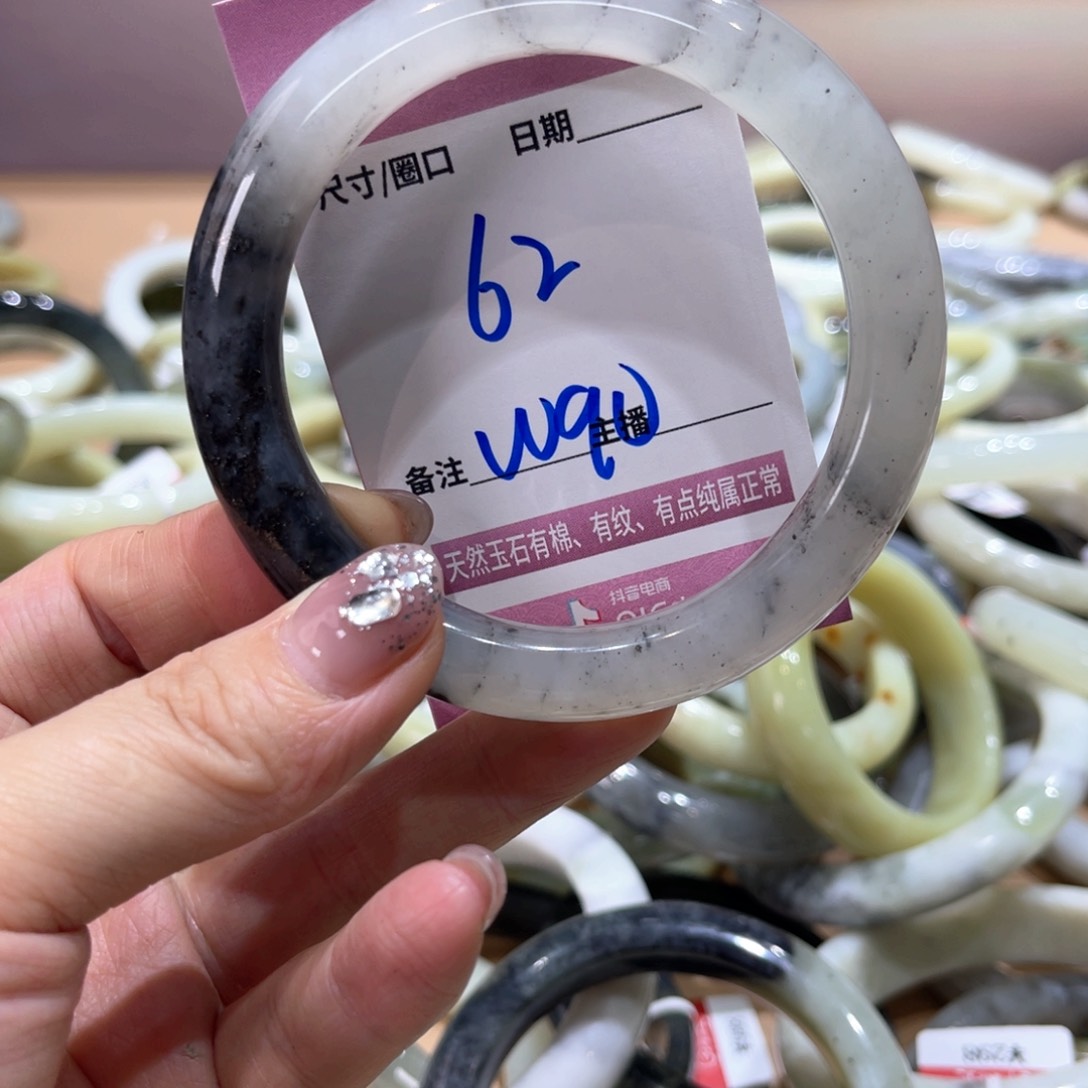 尺寸/圈口 日期
62
备注 wqw 主播
天然玉石有棉、有纹、有点纯属正常
抖音电商